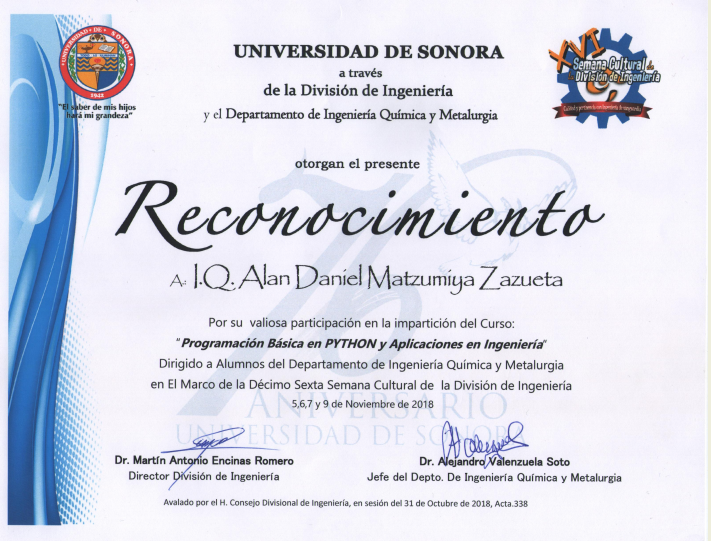 UNIVERSIDAD DE SONORA
1942
"El saber de mis hijos
hará mi grandeza"
UNIVERSIDAD DE SONORA
a través
de la División de Ingeniería
y el Departamento de Ingeniería Química y Metalurgia
XVI
Semana Cultural de
la División de Ingeniería
otorgan el presente
Reconocimiento
A: I.Q. Alan Daniel Matzumiya Zazueta
Por su valiosa participación en la impartición del Curso:
"Programación Básica en PYTHON y Aplicaciones en Ingeniería"
Dirigido a Alumnos del Departamento de Ingeniería Química y Metalurgia
en El Marco de la Décimo Sexta Semana Cultural de la División de Ingeniería
5,6,7 y 9 de Noviembre de 2018
76
ANIVERSARIO
UNIVERSIDAD DE SONORA
Dr. Martín Antonio Encinas Romero
Director División de Ingeniería
Dr. Alejandro Valenzuela Soto
Jefe del Depto. De Ingeniería Química y Metalurgia
Avalado por el H. Consejo Divisional de Ingeniería, en sesión del 31 de Octubre de 2018, Acta.338